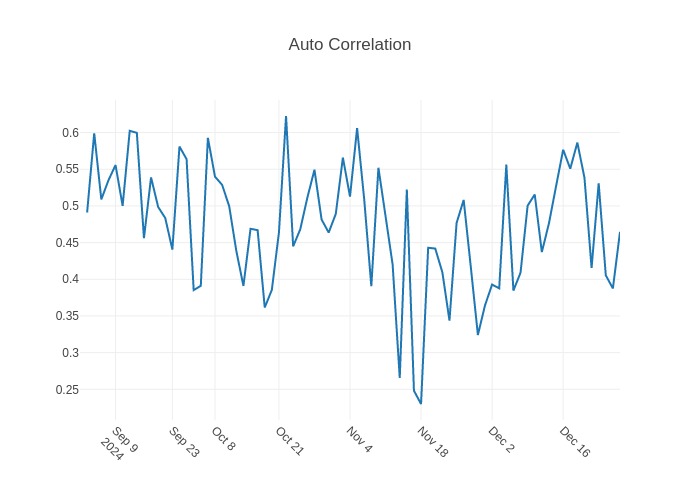 Auto Correlation
0.6
0.55
0.5
0.45
0.4
0.35
0.3
0.25
Sep 9
2024
Sep 23
Oct 8
Oct 21
Nov 4
Nov 18
Dec 2
Dec 16